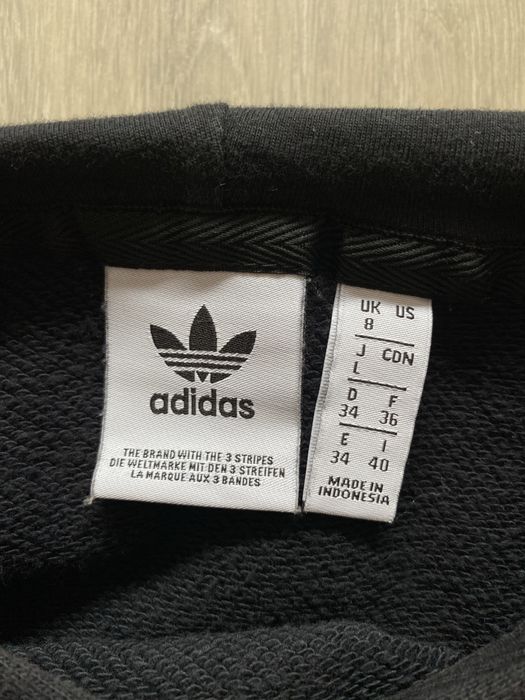 adidas
THE BRAND WITH THE 3 STRIPES
DIE WELTMARKE MIT DEN 3 STREIFEN
LA MARQUE AUX 3 BANDES
UK US
8
J CDN
L
D F
34 36
E I
34 40
MADE IN
INDONESIA